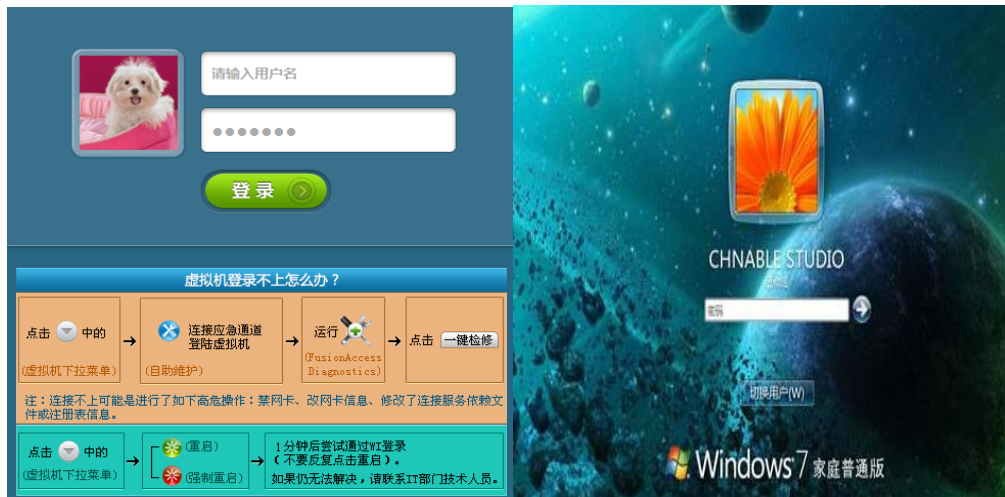 请输入用户名
●●●●●●●
登录
虚拟机登录不上怎么办？
点击 中的
(虚拟机下拉菜单)
连接应急通道
登陆虚拟机
(自助维护)
运行
(FusionAccess
Diagnostics)
点击 一键检修
注：连接不上可能是进行了如下高危操作：禁网卡、改网卡信息、修改了连接服务依赖文
件或注册表信息。
点击 中的
(虚拟机下拉菜单)
(重启)
(强制重启)
1分钟后尝试通过WI登录
(不要反复点击重启)。
如果仍无法解决，请联系IT部门技术人员。
CHNABLE STUDIO
密码
切换用户(W)
Windows 7 家庭普通版